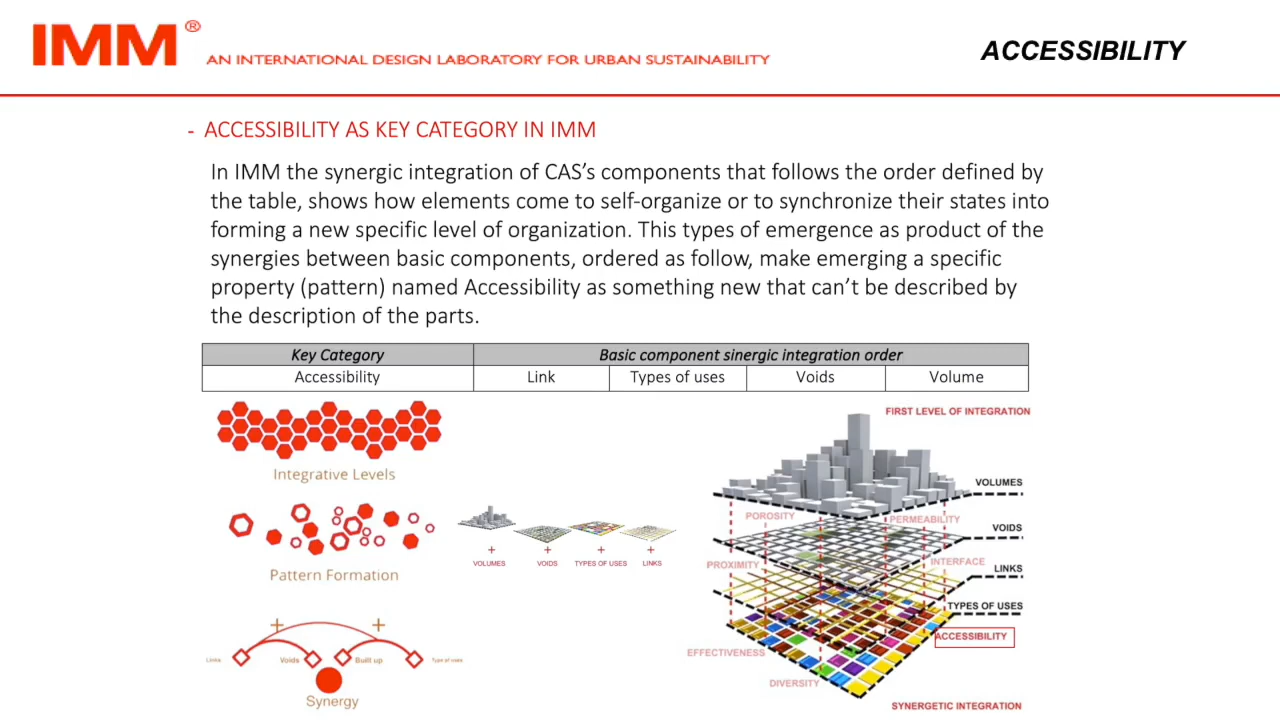 IMM®
AN INTERNATIONAL DESIGN LABORATORY FOR URBAN SUSTAINABILITY
ACCESSIBILITY
- ACCESSIBILITY AS KEY CATEGORY IN IMM
In IMM the synergic integration of CAS’s components that follows the order defined by
the table, shows how elements come to self-organize or to synchronize their states into
forming a new specific level of organization. This types of emergence as product of the
synergies between basic components, ordered as follow, make emerging a specific
property (pattern) named Accessibility as something new that can’t be described by
the description of the parts.
Key Category Basic component sinergic integration order
Accessibility Link Types of uses Voids Volume
Integrative Levels
Pattern Formation
+ +
Links Voids Built up Type of uses
Synergy
+ + + +
VOLUMES VOIDS TYPES OF USES LINKS
FIRST LEVEL OF INTEGRATION
VOLUMES
POROSITY PERMEABILITY
VOIDS
PROXIMITY INTERFACE
LINKS
TYPES OF USES
ACCESSIBILITY
EFFECTIVENESS
DIVERSITY
SYNERGETIC INTEGRATION